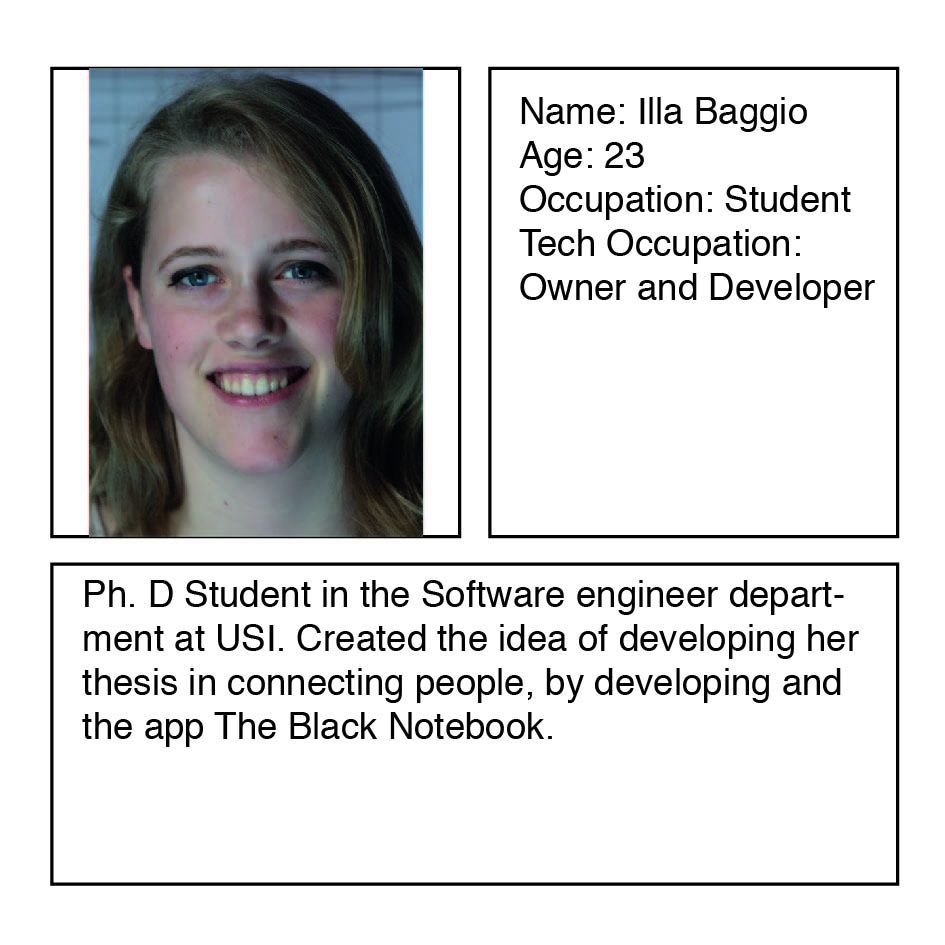 Name: Illa Baggio
Age: 23
Occupation: Student
Tech Occupation:
Owner and Developer
Ph. D Student in the Software engineer depart-
ment at USI. Created the idea of developing her
thesis in connecting people, by developing and
the app The Black Notebook.